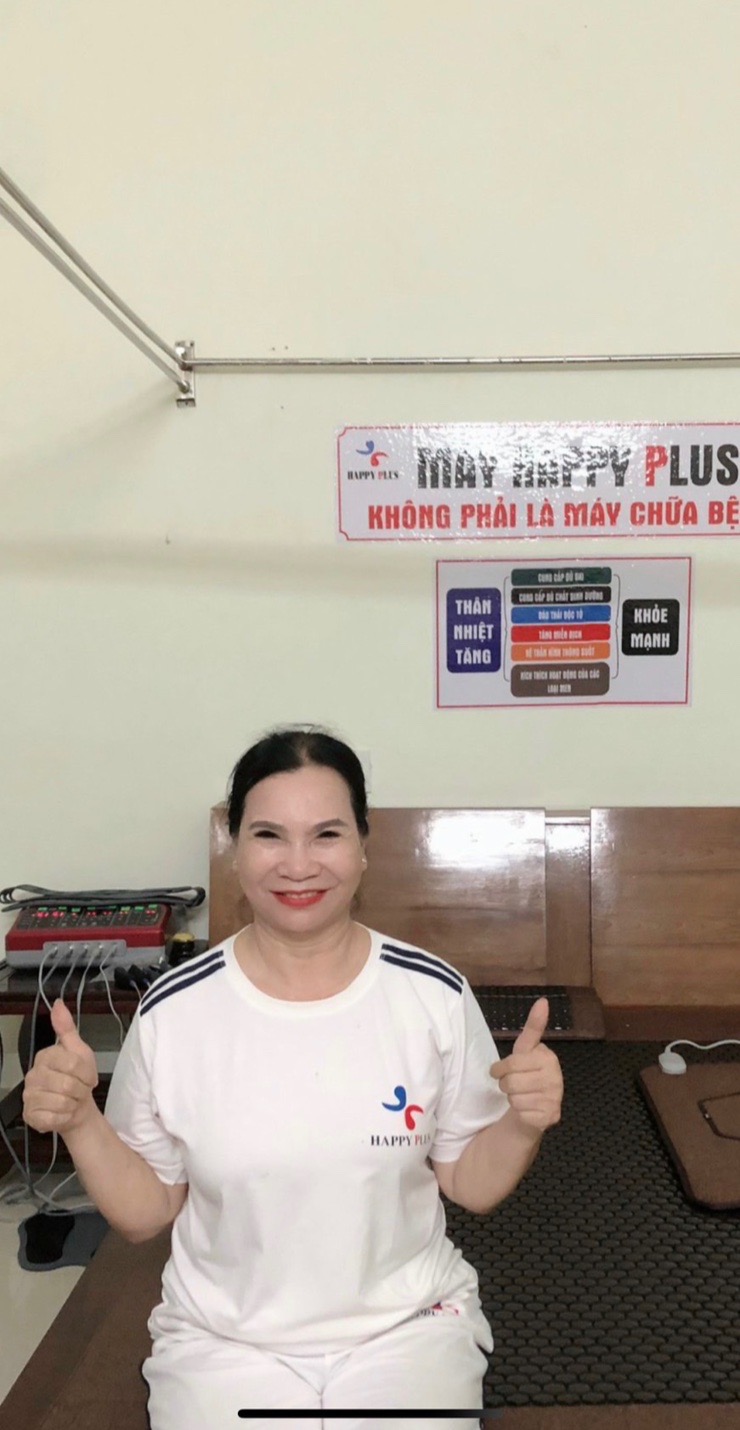 HAPPY PLUS
MÁY HAPPY PLUS
KHÔNG PHẢI LÀ MÁY CHỮA BỆ
THÂN
NHIỆT
TĂNG
CUNG CẤP ĐỦ OXI
CUNG CẤP ĐỦ CHẤT DINH DƯỠNG
ĐÀO THẢI ĐỘC TỐ
TĂNG MIỄN DỊCH
HỆ THẦN KINH THÔNG SUỐT
KÍCH THÍCH HOẠT ĐỘNG CỦA CÁC
LOẠI MEN
KHỎE
MẠNH
HAPPY PLUS